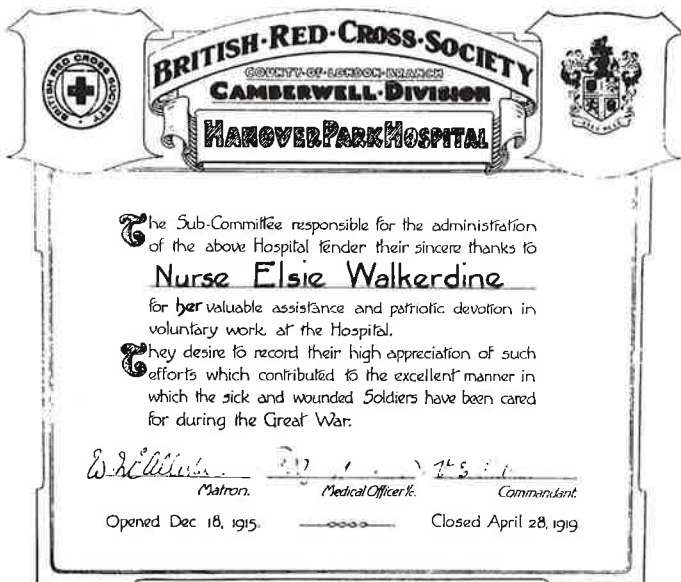 BRITISH RED CROSS SOCIETY
BRITISH·RED·CROSS·SOCIETY
COUNTY·OF·LONDON·BRANCH
CAMBERWELL·DIVISION
HANOVER PARK HOSPITAL
The Sub-Committee responsible for the administration
of the above Hospital tender their sincere thanks to
Nurse Elsie Walkerdine
for her valuable assistance and patriotic devotion in
voluntary work at the Hospital.
They desire to record their high appreciation of such
efforts which contributed to the excellent manner in
which the sick and wounded Soldiers have been cared
for during the Great War.
Matron. Medical Officer i/c. Commandant
Opened Dec 18, 1915. Closed April 28, 1919